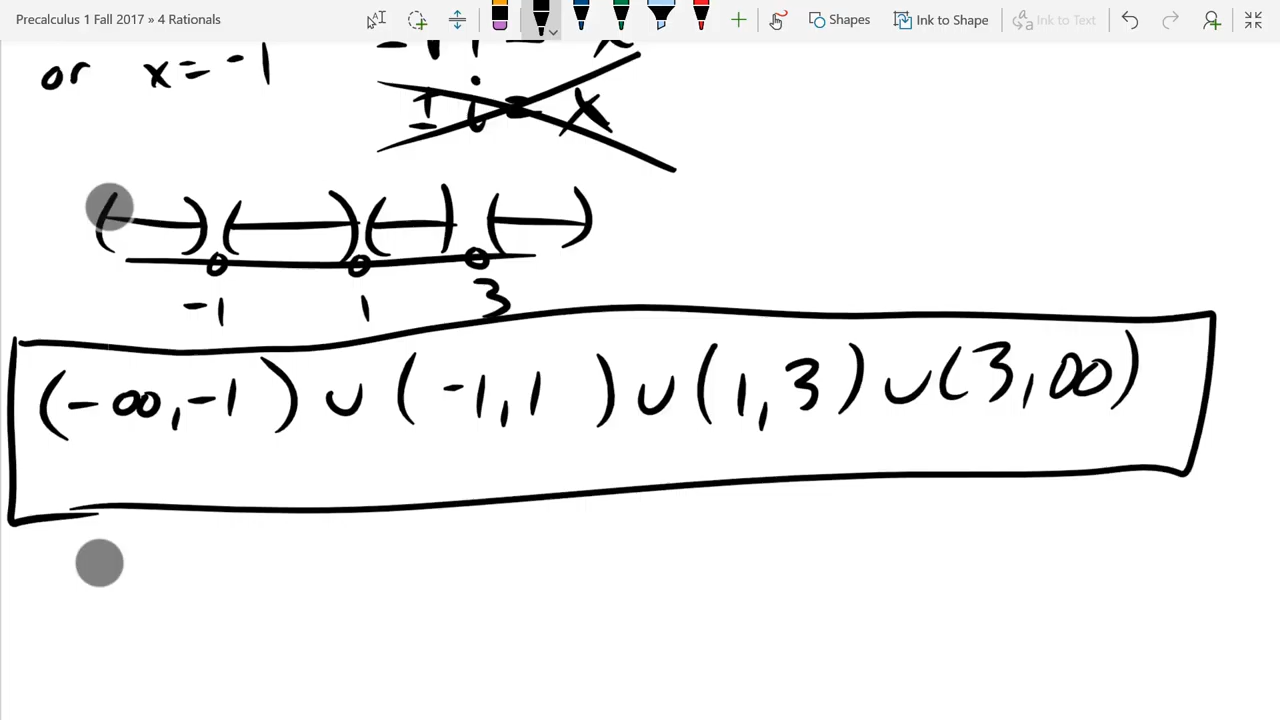 Precalculus 1 Fall 2017 » 4 Rationals
Shapes
Ink to Shape
Ink to Text
or x = -1
± i = x
-1 1 3
(-∞, -1) ∪ (-1, 1) ∪ (1, 3) ∪ (3, ∞)